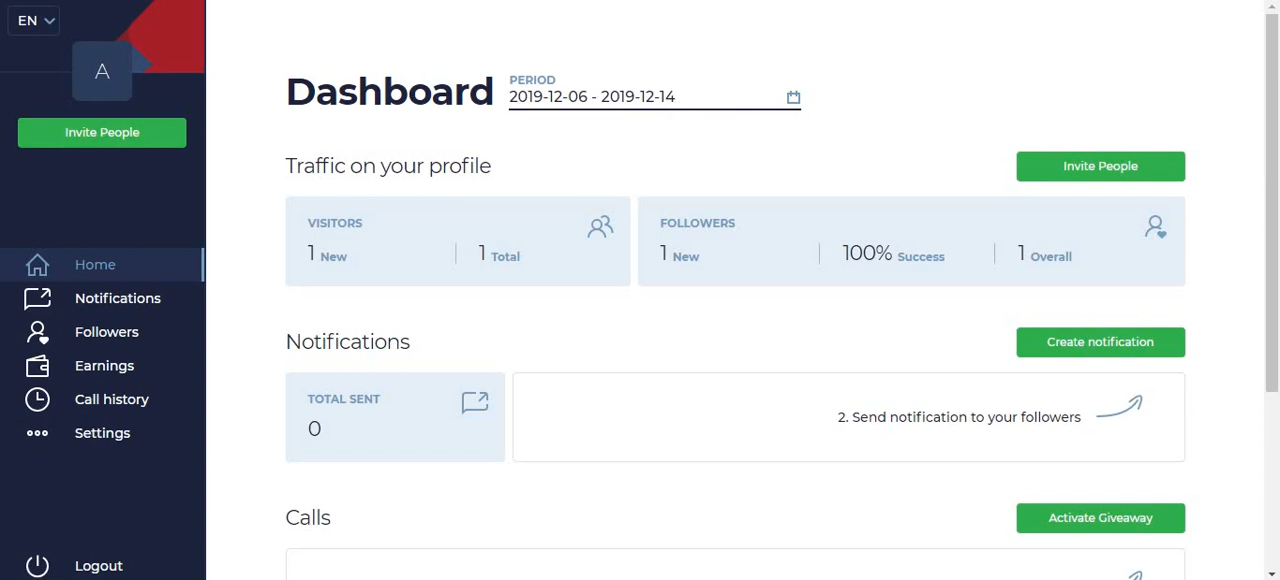 EN
A
Invite People
Home
Notifications
Followers
Earnings
Call history
Settings
Logout
Dashboard
PERIOD
2019-12-06 - 2019-12-14
Traffic on your profile
Invite People
VISITORS
1 New
1 Total
FOLLOWERS
1 New
100% Success
1 Overall
Notifications
Create notification
TOTAL SENT
0
2. Send notification to your followers
Calls
Activate Giveaway